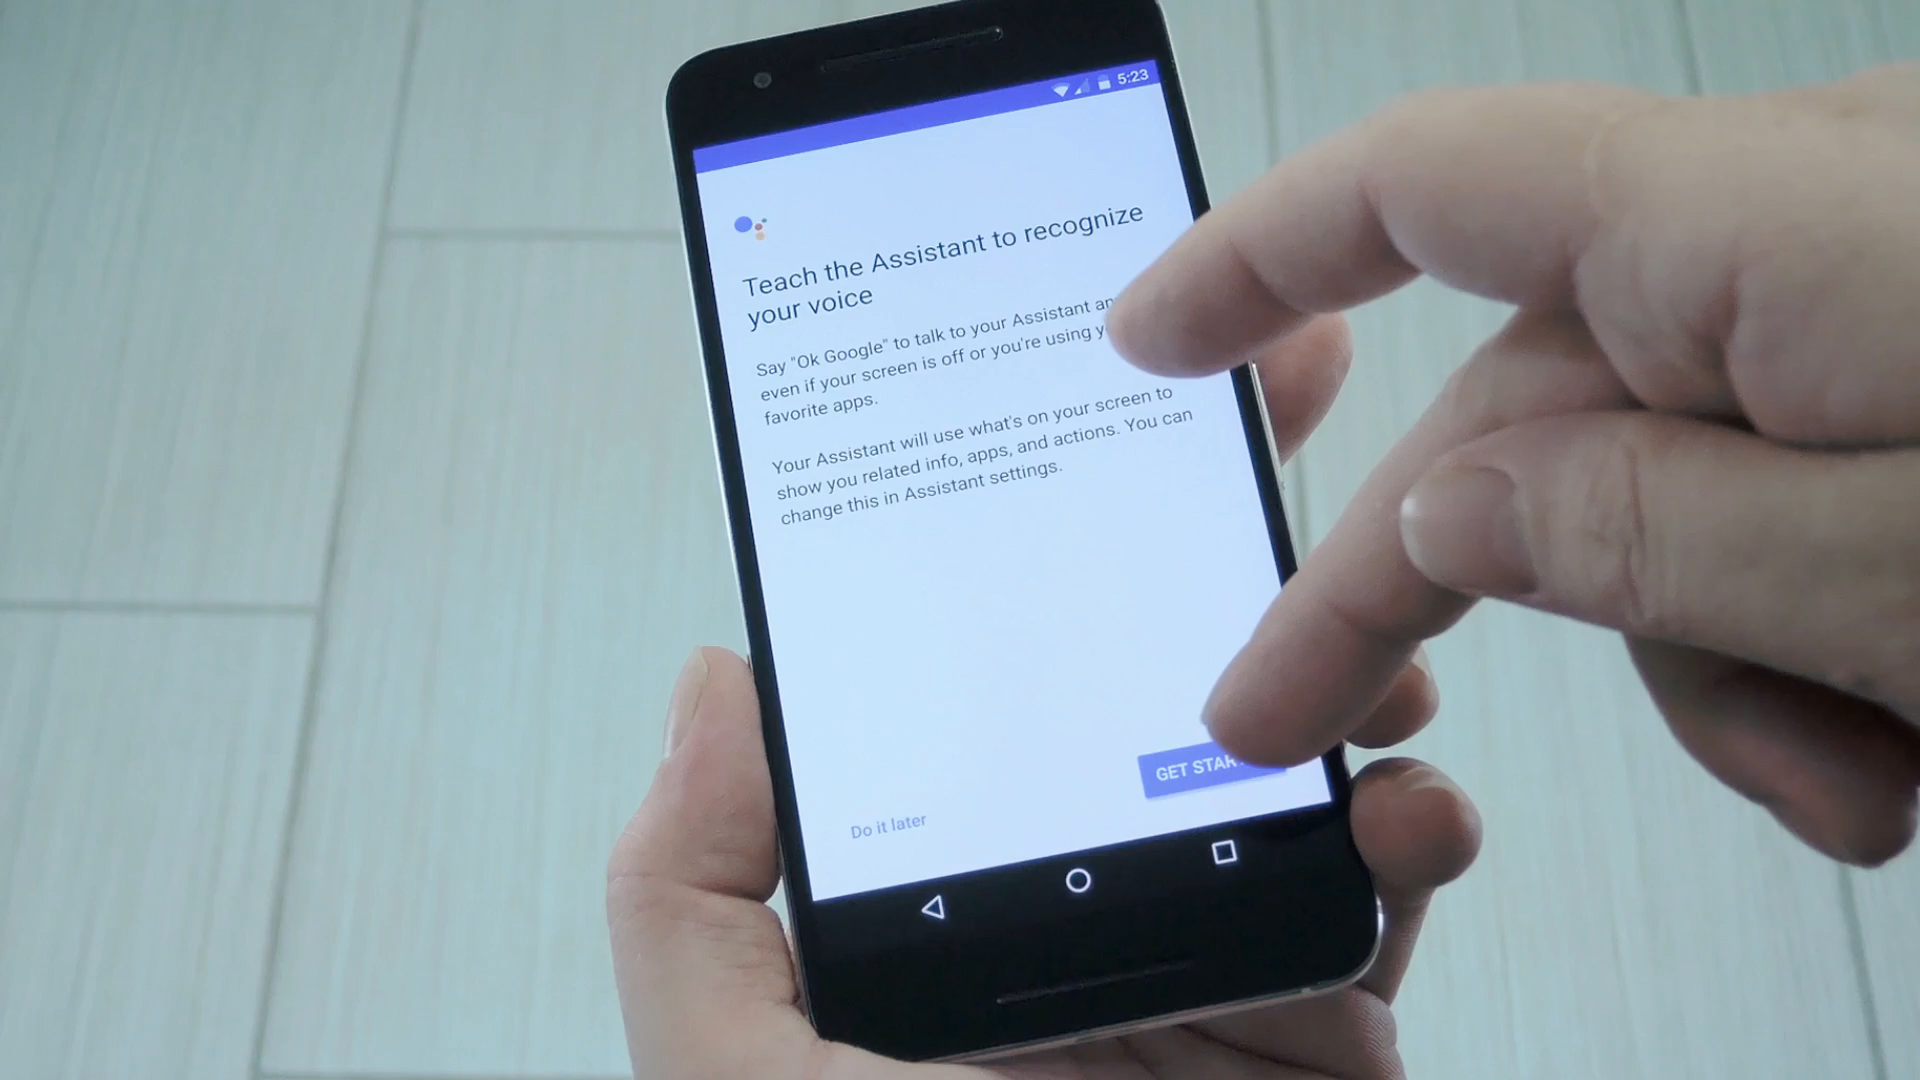 5:23
Teach the Assistant to recognize
your voice
Say "Ok Google" to talk to your Assistant
even if your screen is off or you're using
favorite apps.
Your Assistant will use what's on your screen to
show you related info, apps, and actions. You can
change this in Assistant settings.
GET
Do it later